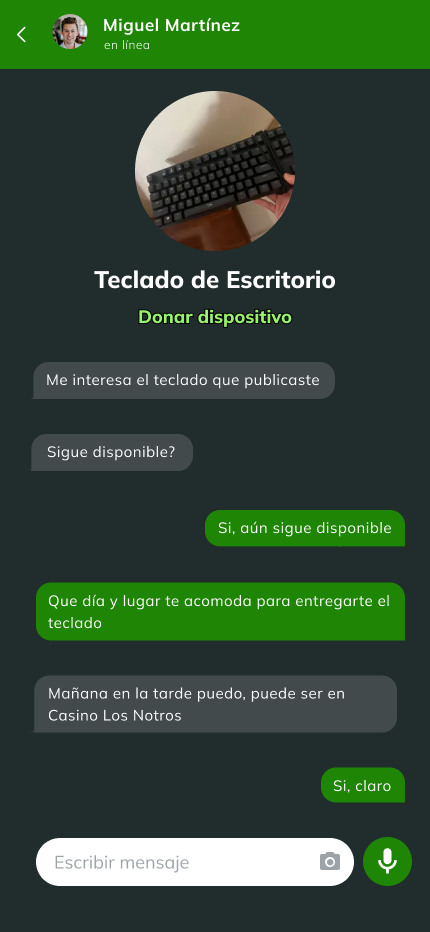 Miguel Martínez
en línea
Teclado de Escritorio
Donar dispositivo
Me interesa el teclado que publicaste
Sigue disponible?
Si, aún sigue disponible
Que día y lugar te acomoda para entregarte el
teclado
Mañana en la tarde puedo, puede ser en
Casino Los Notros
Si, claro
Escribir mensaje